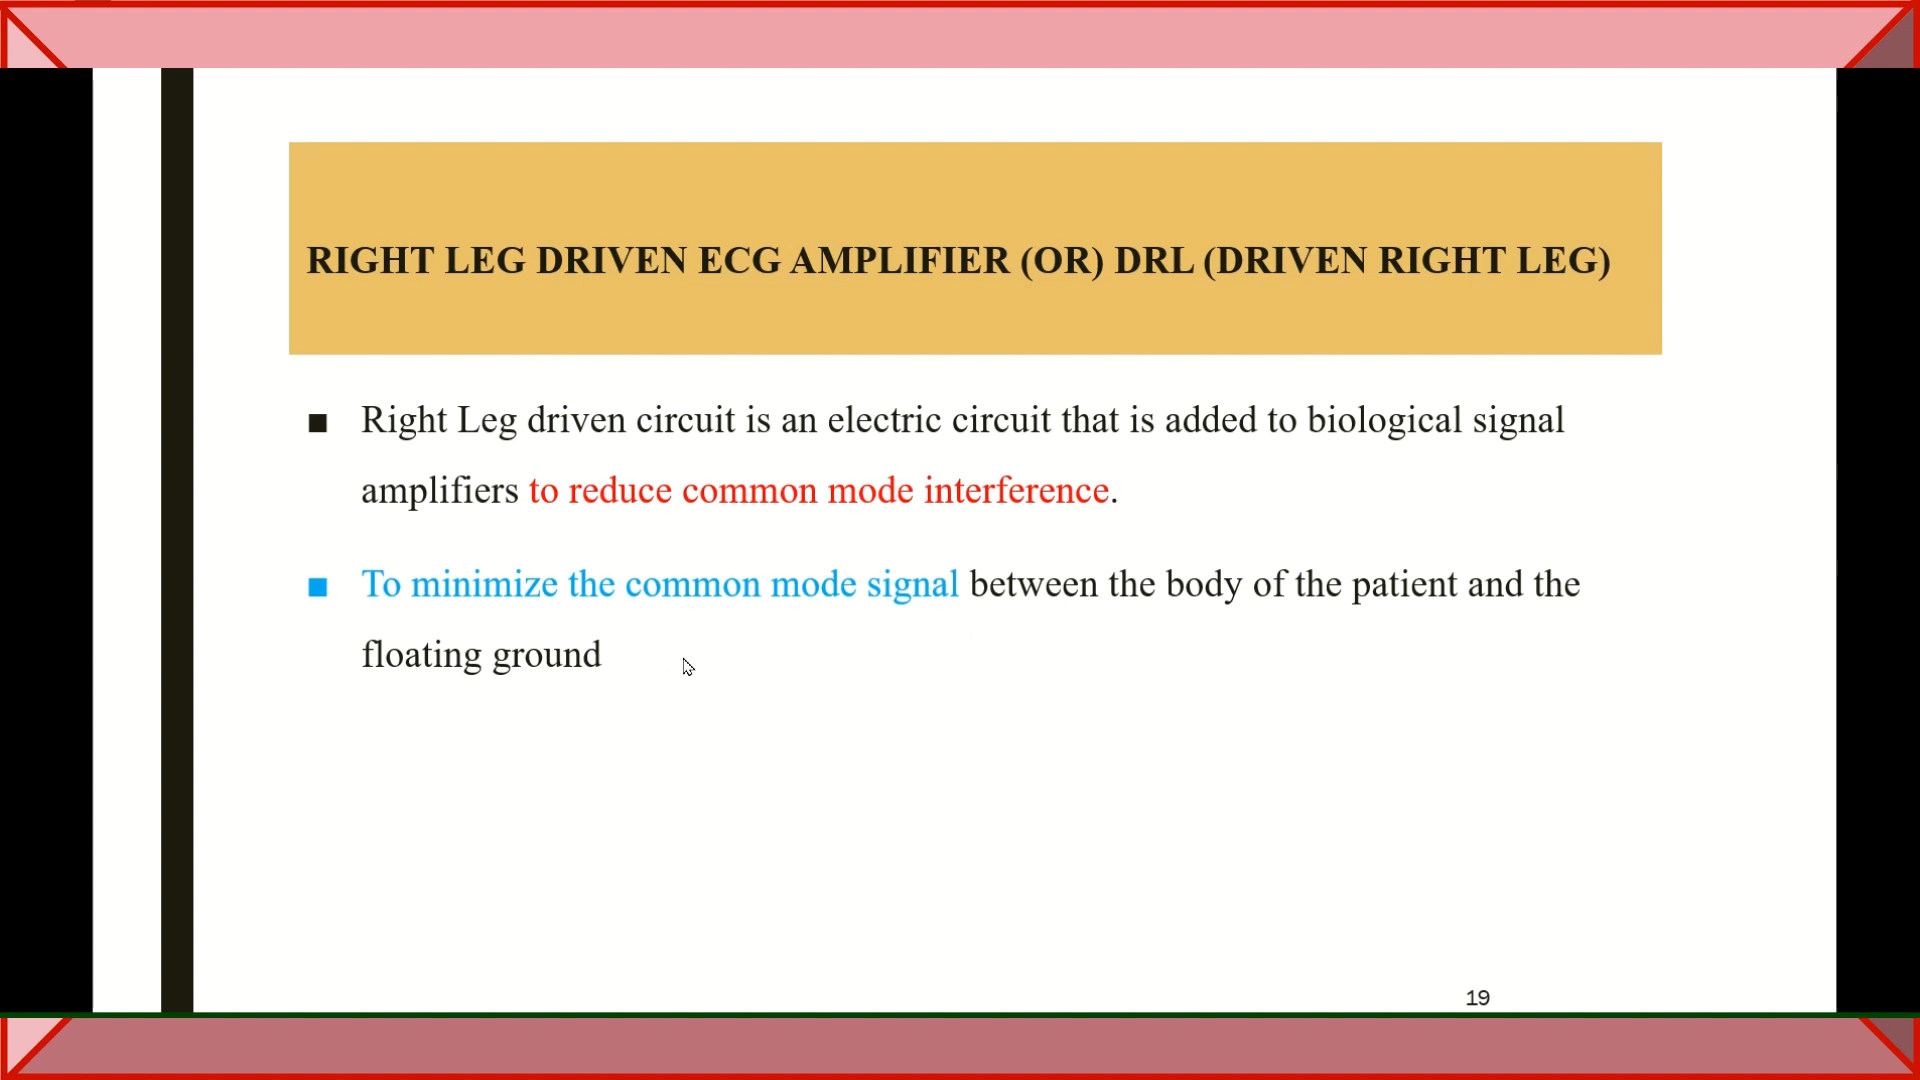 RIGHT LEG DRIVEN ECG AMPLIFIER (OR) DRL (DRIVEN RIGHT LEG)
■ Right Leg driven circuit is an electric circuit that is added to biological signal
amplifiers to reduce common mode interference.
■ To minimize the common mode signal between the body of the patient and the
floating ground
19